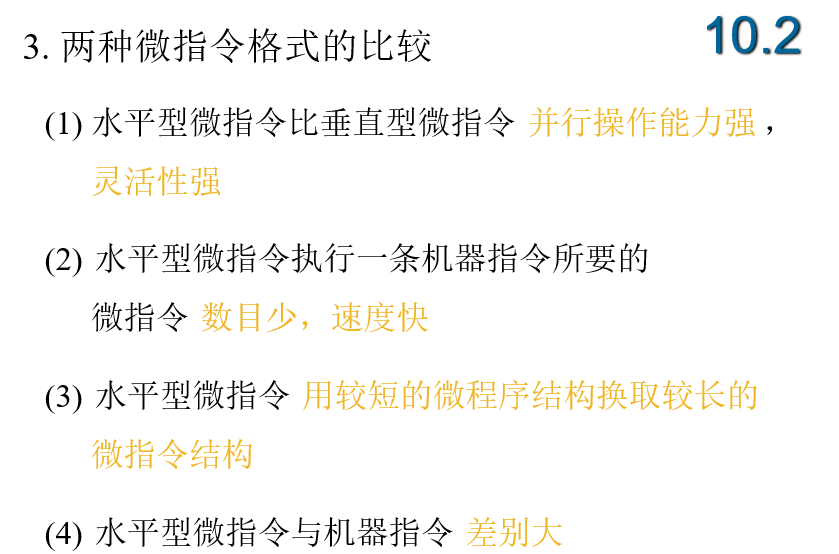 3. 两种微指令格式的比较
10.2
(1) 水平型微指令比垂直型微指令 并行操作能力强，
灵活性强
(2) 水平型微指令执行一条机器指令所要的
微指令 数目少，速度快
(3) 水平型微指令 用较短的微程序结构换取较长的
微指令结构
(4) 水平型微指令与机器指令 差别大